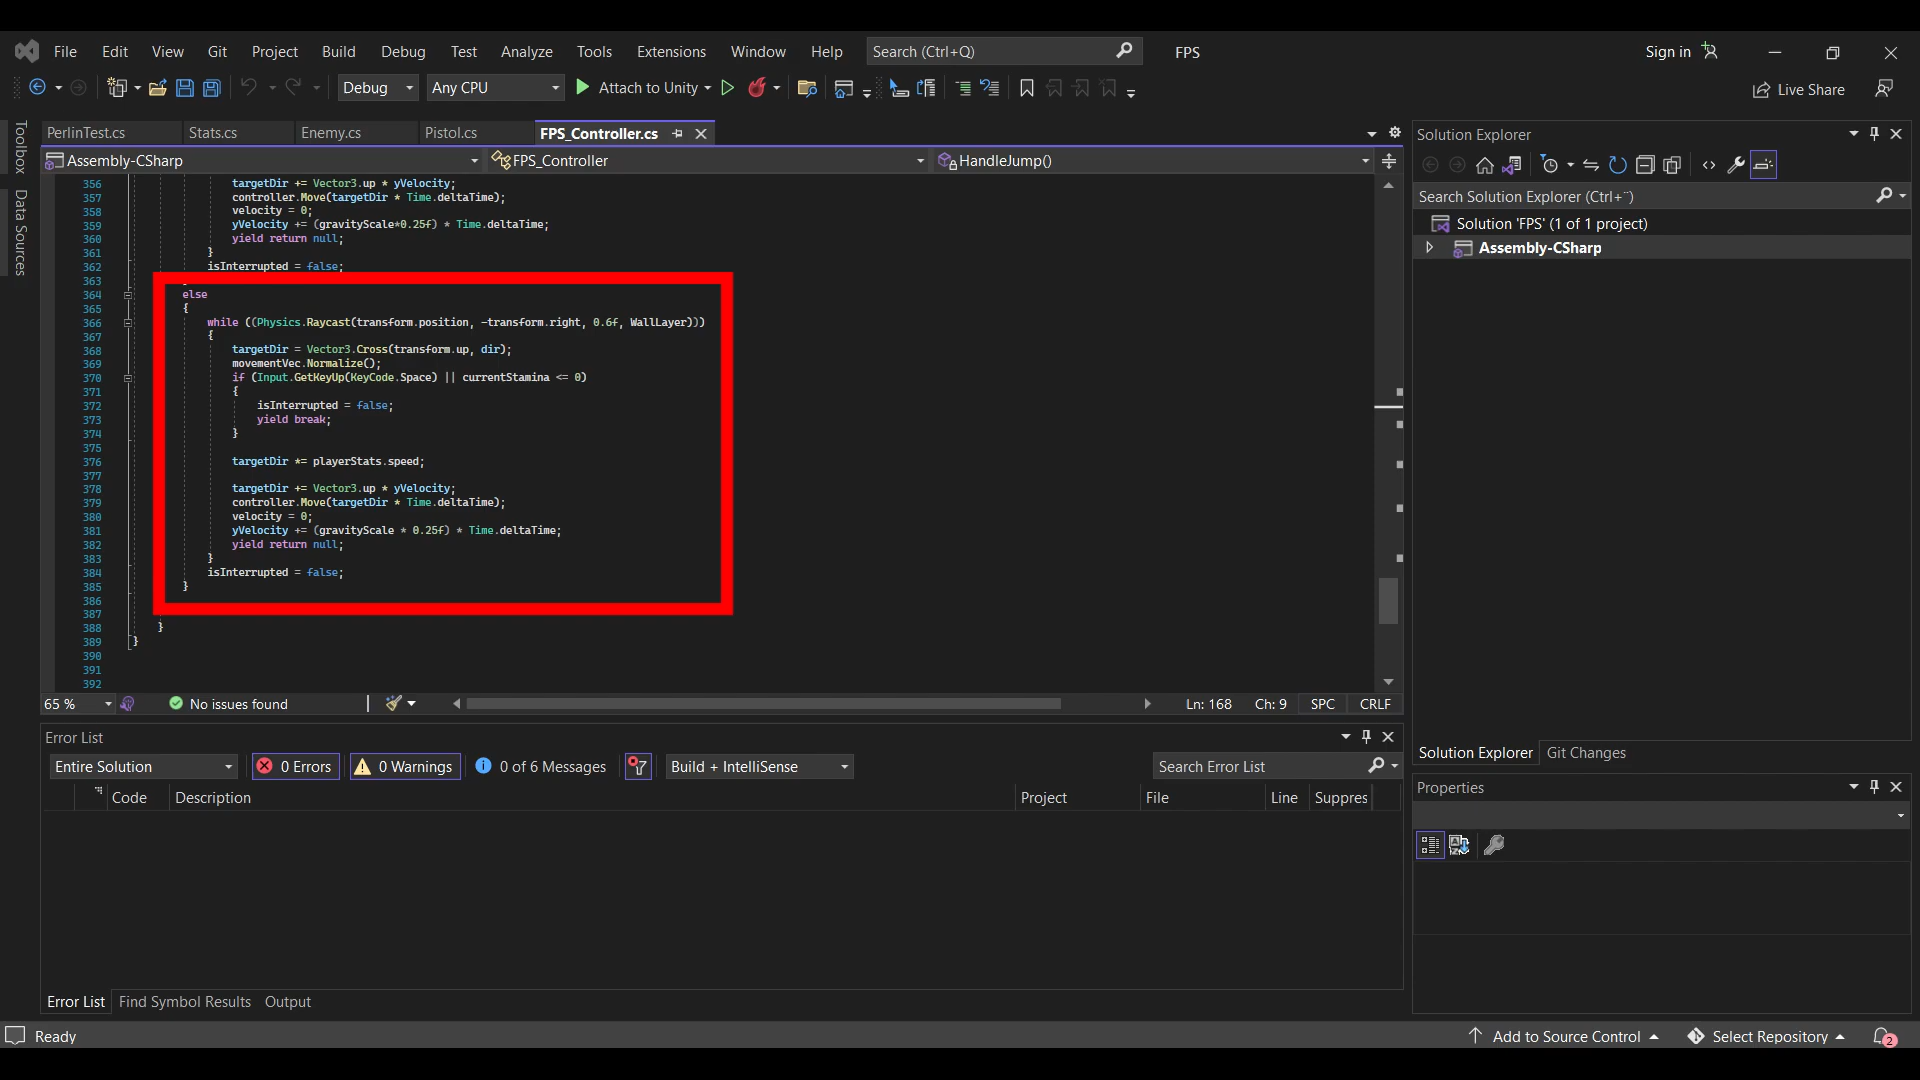 File Edit View Git Project Build Debug Test Analyze Tools Extensions Window Help Search (Ctrl+Q) FPS Sign in
Debug Any CPU Attach to Unity Live Share
Toolbox
Data Sources
PerlinTest.cs Stats.cs Enemy.cs Pistol.cs FPS_Controller.cs
Assembly-CSharp FPS_Controller HandleJump()
356 targetDir += Vector3.up * yVelocity;
357 controller.Move(targetDir * Time.deltaTime);
358 velocity = 0;
359 yVelocity += (gravityScale*0.25f) * Time.deltaTime;
360 yield return null;
361 }
362 isInterrupted = false;
363
364 else
365 {
366 while ((Physics.Raycast(transform.position, -transform.right, 0.6f, WallLayer)))
367 {
368 targetDir = Vector3.Cross(transform.up, dir);
369 movementVec.Normalize();
370 if (Input.GetKeyUp(KeyCode.Space) || currentStamina <= 0)
371 {
372 isInterrupted = false;
373 yield break;
374 }
375
376 targetDir *= playerStats.speed;
377
378 targetDir += Vector3.up * yVelocity;
379 controller.Move(targetDir * Time.deltaTime);
380 velocity = 0;
381 yVelocity += (gravityScale * 0.25f) * Time.deltaTime;
382 yield return null;
383 }
384 isInterrupted = false;
385 }
386
387
388 }
389 }
390
391
392
65 % No issues found Ln: 168 Ch: 9 SPC CRLF
Error List
Entire Solution 0 Errors 0 Warnings 0 of 6 Messages Build + IntelliSense Search Error List
Code Description Project File Line Suppres
Error List Find Symbol Results Output
Solution Explorer
Search Solution Explorer (Ctrl+¨)
Solution 'FPS' (1 of 1 project)
Assembly-CSharp
Solution Explorer Git Changes
Properties
Ready Add to Source Control Select Repository 2